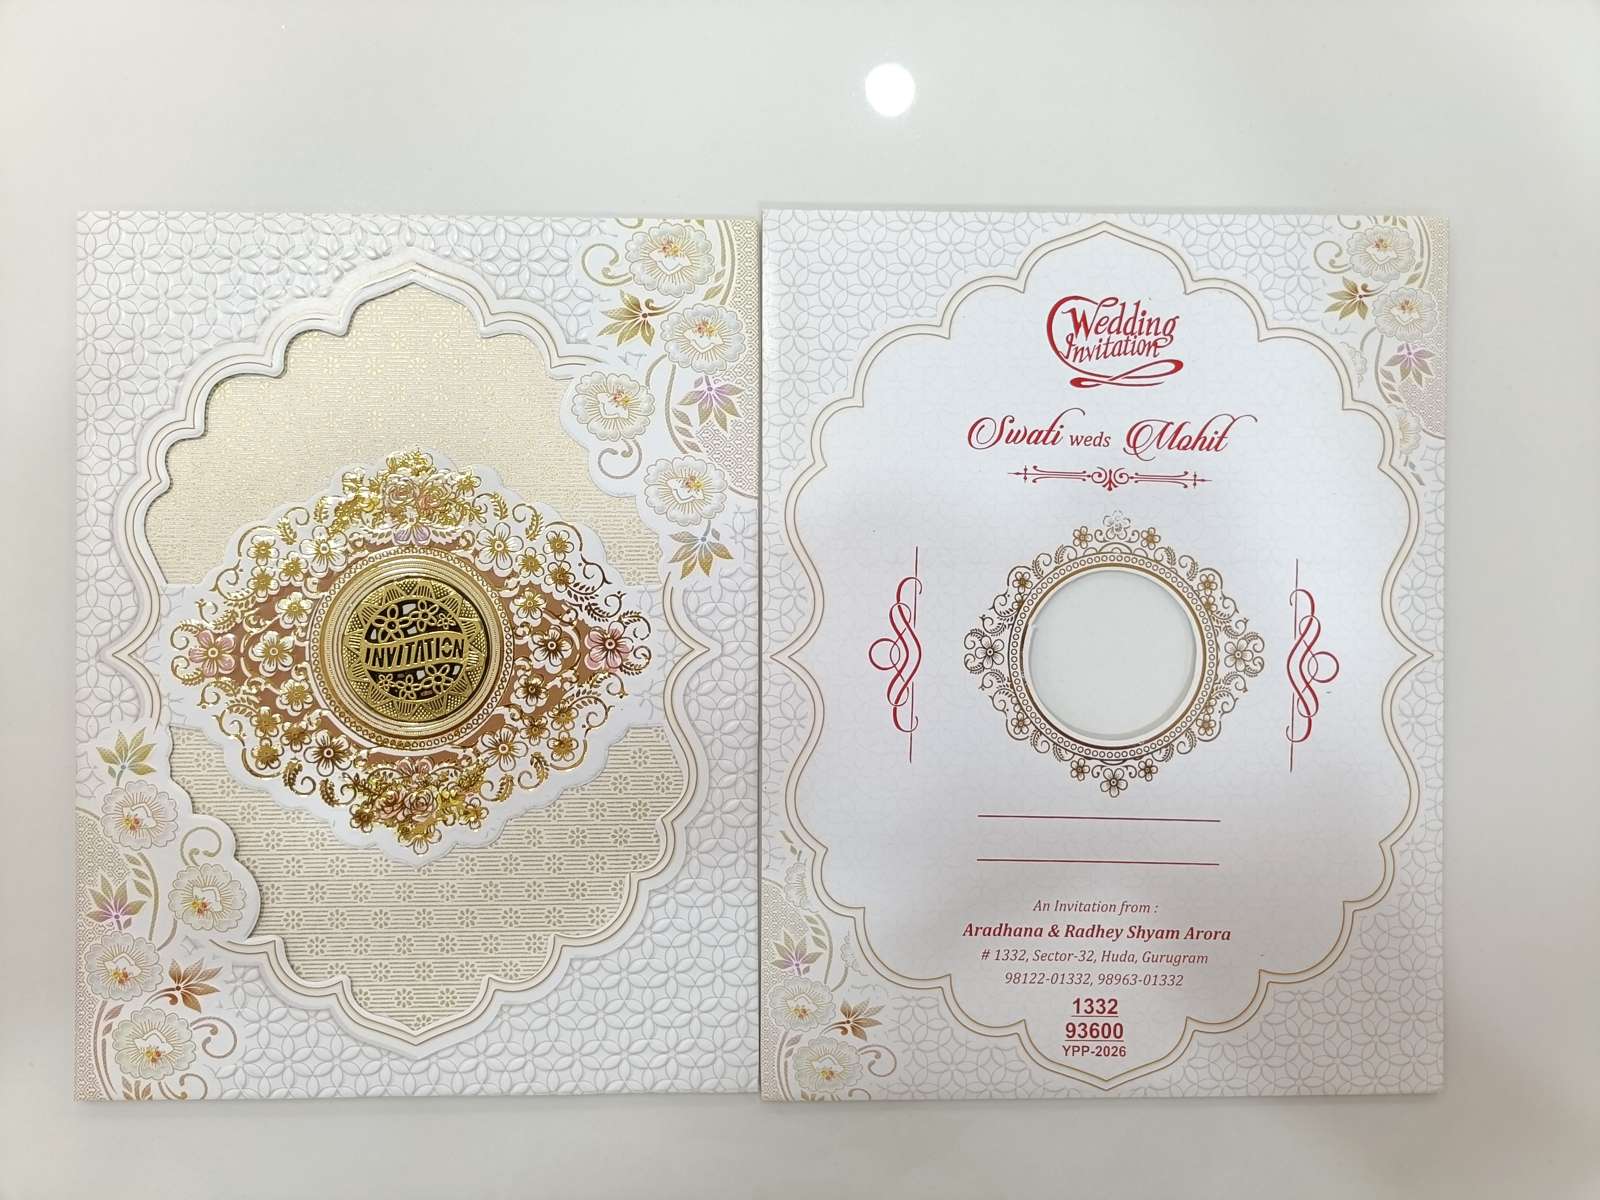 INVITATION
Wedding
Invitation
Swati weds Mohit
An Invitation from :
Aradhana & Radhey Shyam Arora
# 1332, Sector-32, Huda, Gurugram
98122-01332, 98963-01332
1332
93600
YPP-2026